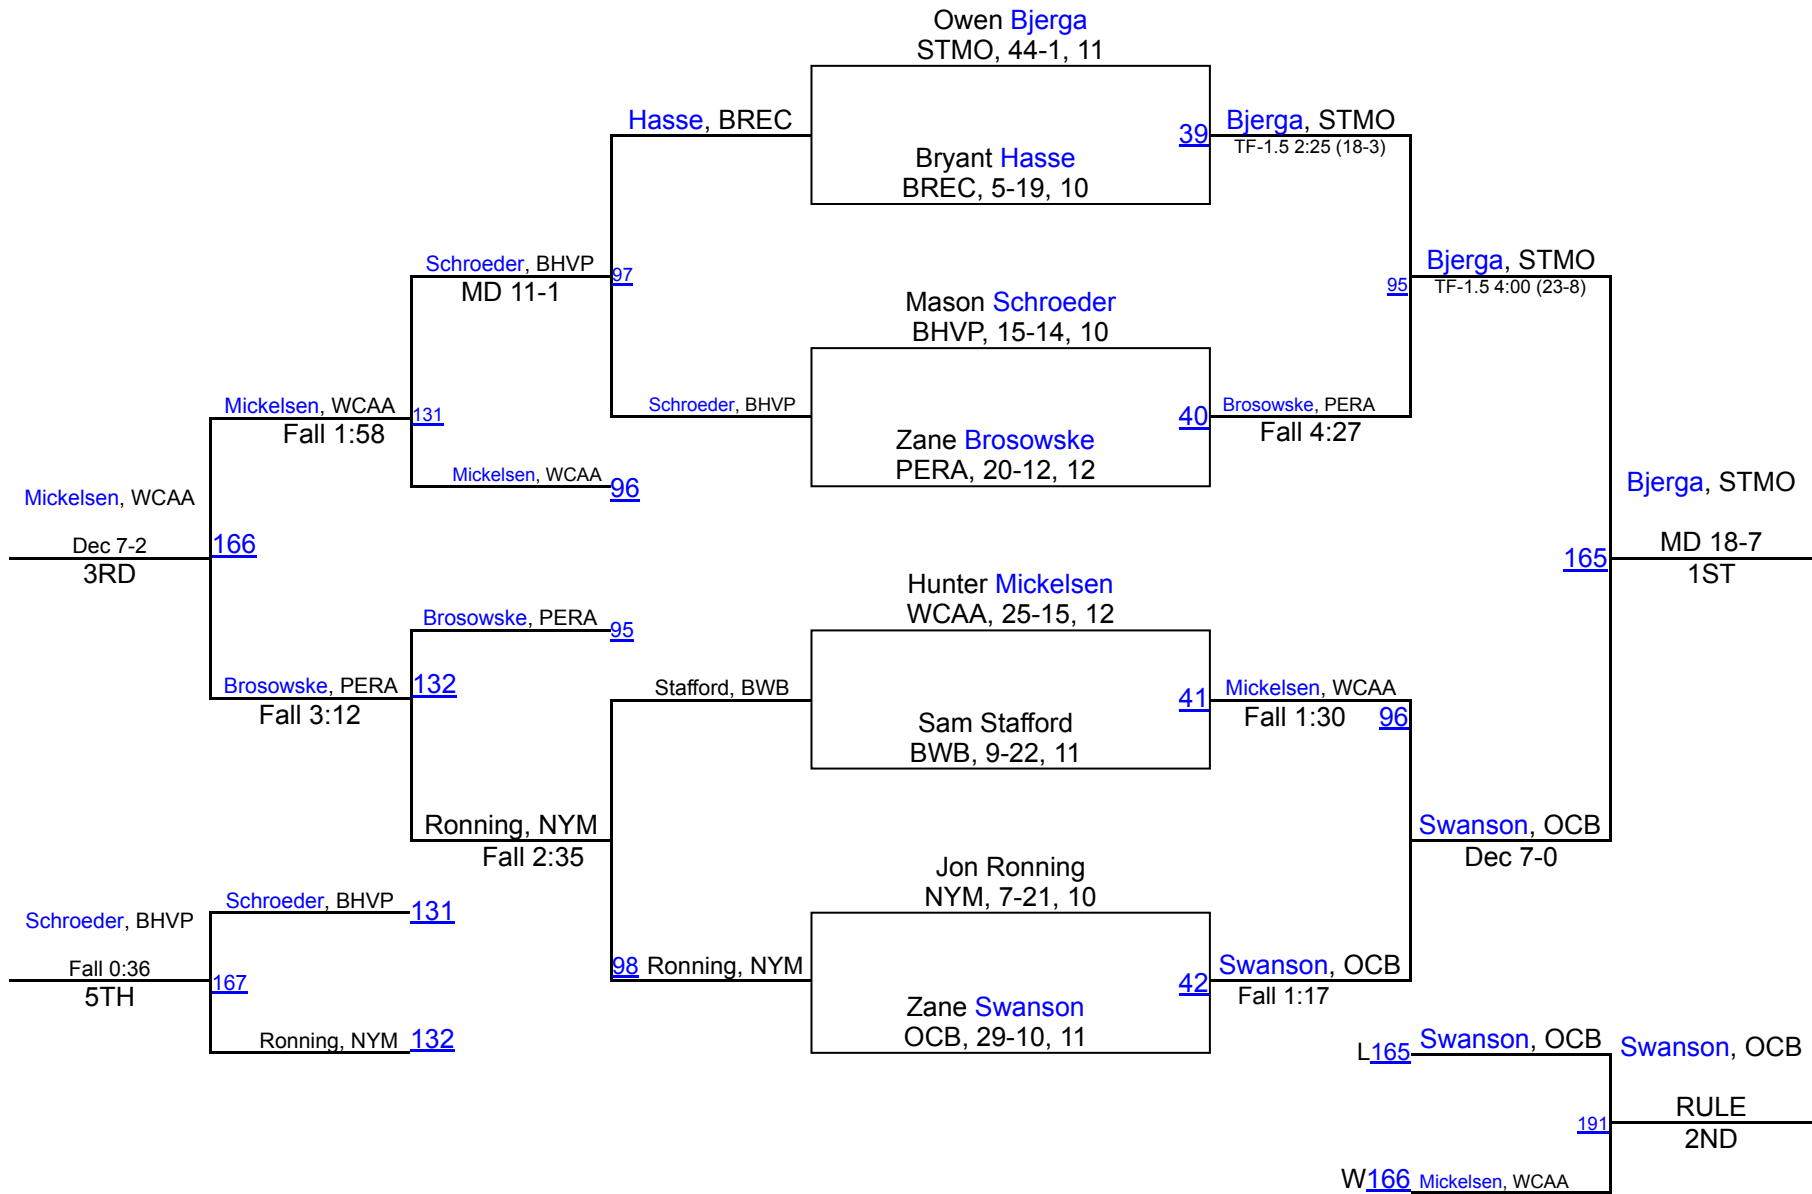 Owen Bjerga
STMO, 44-1, 11
Hasse, BREC
39
Bjerga, STMO
TF-1.5 2:25 (18-3)
Bryant Hasse
BREC, 5-19, 10
Schroeder, BHVP
MD 11-1
97
95
Bjerga, STMO
TF-1.5 4:00 (23-8)
Mason Schroeder
BHVP, 15-14, 10
Mickelsen, WCAA
Fall 1:58
131
Schroeder, BHVP
40
Brosowske, PERA
Fall 4:27
Zane Brosowske
PERA, 20-12, 12
Mickelsen, WCAA
96
Mickelsen, WCAA
Dec 7-2
3RD
166
Bjerga, STMO
165
MD 18-7
1ST
Hunter Mickelsen
WCAA, 25-15, 12
Brosowske, PERA
95
Brosowske, PERA
Fall 3:12
132
Stafford, BWB
41
Mickelsen, WCAA
Fall 1:30
96
Sam Stafford
BWB, 9-22, 11
Ronning, NYM
Fall 2:35
Swanson, OCB
Dec 7-0
Jon Ronning
NYM, 7-21, 10
Schroeder, BHVP
131
Schroeder, BHVP
Fall 0:36
5TH
167
98
Ronning, NYM
42
Swanson, OCB
Fall 1:17
Zane Swanson
OCB, 29-10, 11
Ronning, NYM
132
L165
Swanson, OCB
Swanson, OCB
191
RULE
2ND
W166
Mickelsen, WCAA